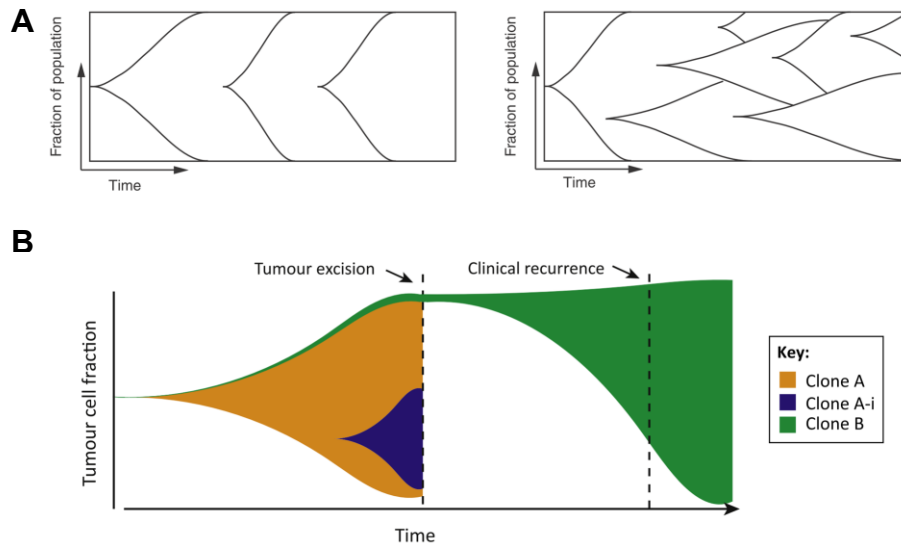 A
Fraction of population
Time
Fraction of population
Time
B
Tumour excision
Clinical recurrence
Tumour cell fraction
Time
Key:
Clone A
Clone A-i
Clone B